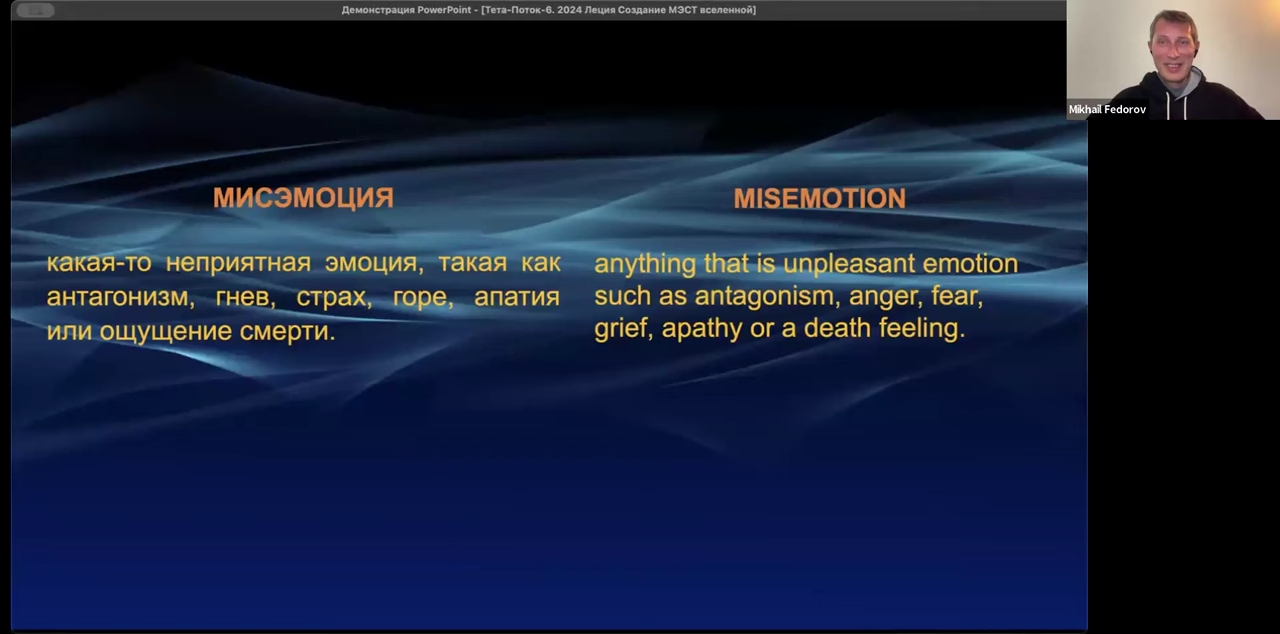 Демонстрация PowerPoint - [Тета-Поток-6. 2024 Леция Создание МЭСТ вселенной]
Mikhail Fedorov
МИСЭМОЦИЯ
какая-то неприятная эмоция, такая как
антагонизм, гнев, страх, горе, апатия
или ощущение смерти.
MISEMOTION
anything that is unpleasant emotion
such as antagonism, anger, fear,
grief, apathy or a death feeling.